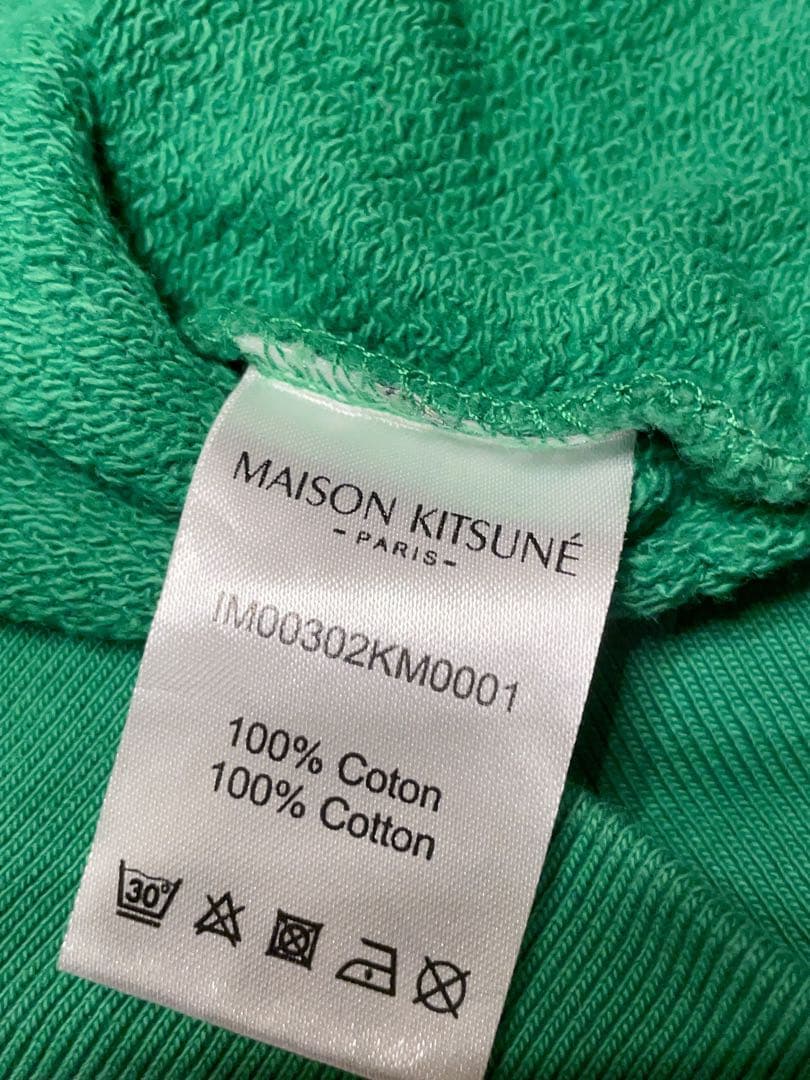 MAISON KITSUNÉ
-PARIS-
IM00302KM0001
100% Coton
100% Cotton
30°